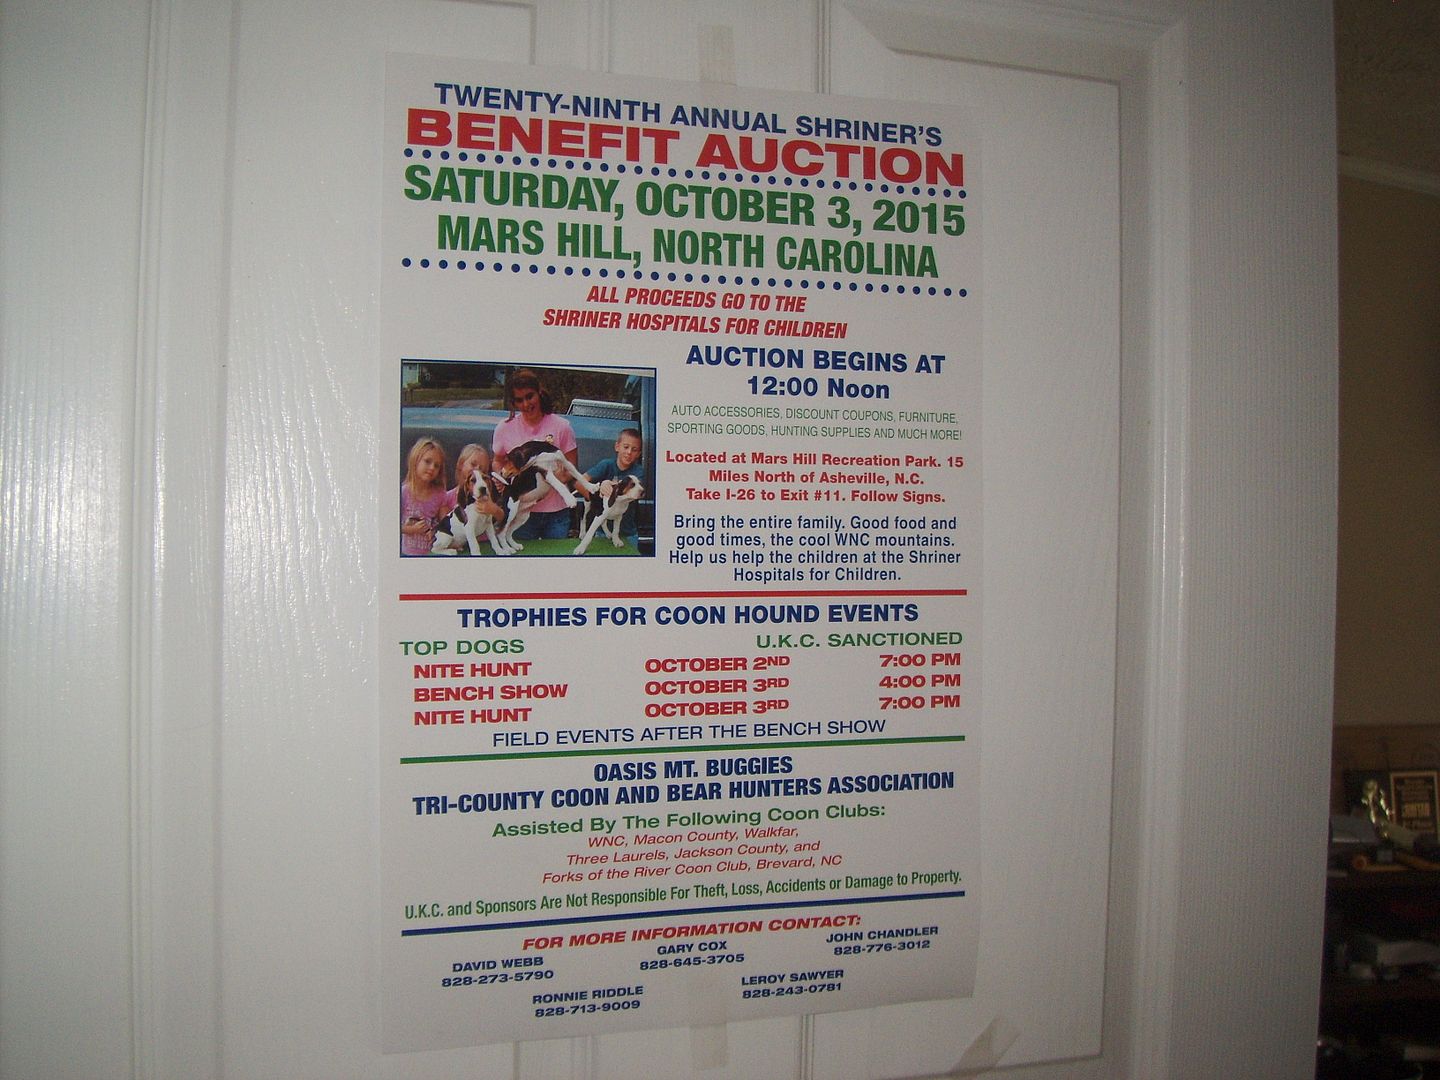 TWENTY-NINTH ANNUAL SHRINER'S
BENEFIT AUCTION
SATURDAY, OCTOBER 3, 2015
MARS HILL, NORTH CAROLINA
ALL PROCEEDS GO TO THE
SHRINER HOSPITALS FOR CHILDREN
AUCTION BEGINS AT
12:00 Noon
AUTO ACCESSORIES, DISCOUNT COUPONS, FURNITURE,
SPORTING GOODS, HUNTING SUPPLIES AND MUCH MORE!
Located at Mars Hill Recreation Park. 15
Miles North of Asheville, N.C.
Take I-26 to Exit #11. Follow Signs.
Bring the entire family. Good food and
good times, the cool WNC mountains.
Help us help the children at the Shriner
Hospitals for Children.
TROPHIES FOR COON HOUND EVENTS
TOP DOGS U.K.C. SANCTIONED
NITE HUNT OCTOBER 2ND 7:00 PM
BENCH SHOW OCTOBER 3RD 4:00 PM
NITE HUNT OCTOBER 3RD 7:00 PM
FIELD EVENTS AFTER THE BENCH SHOW
OASIS MT. BUGGIES
TRI-COUNTY COON AND BEAR HUNTERS ASSOCIATION
Assisted By The Following Coon Clubs:
WNC, Macon County, Walkfar,
Three Laurels, Jackson County, and
Forks of the River Coon Club, Brevard, NC
U.K.C. and Sponsors Are Not Responsible For Theft, Loss, Accidents or Damage to Property.
FOR MORE INFORMATION CONTACT:
DAVID WEBB GARY COX JOHN CHANDLER
828-273-5790 828-645-3705 828-776-3012
RONNIE RIDDLE LEROY SAWYER
828-713-9009 828-243-0781